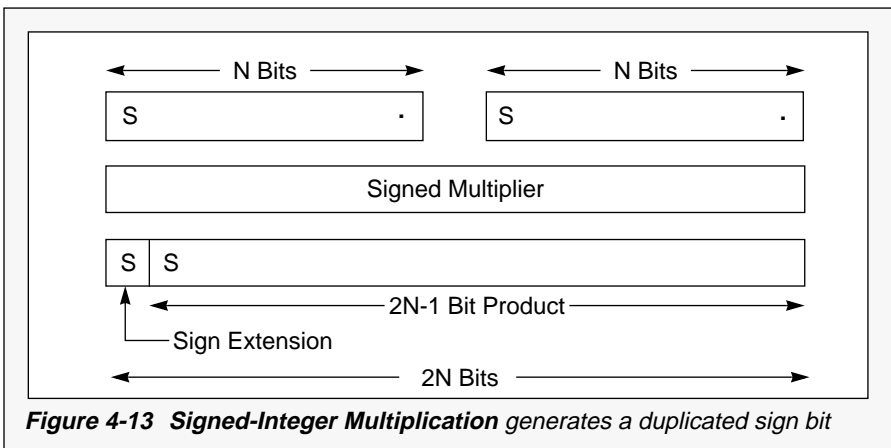 N Bits N Bits
S . S .
Signed Multiplier
S S
2N-1 Bit Product
Sign Extension
2N Bits
Figure 4-13 Signed-Integer Multiplication generates a duplicated sign bit